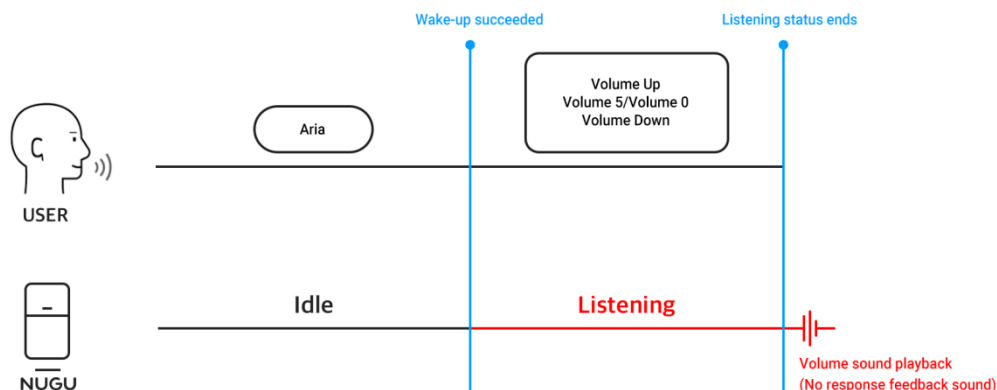 Wake-up succeeded
Listening status ends
Volume Up
Volume 5/Volume 0
Volume Down
Aria
USER
Idle
Listening
NUGU
Volume sound playback
(No response feedback sound)